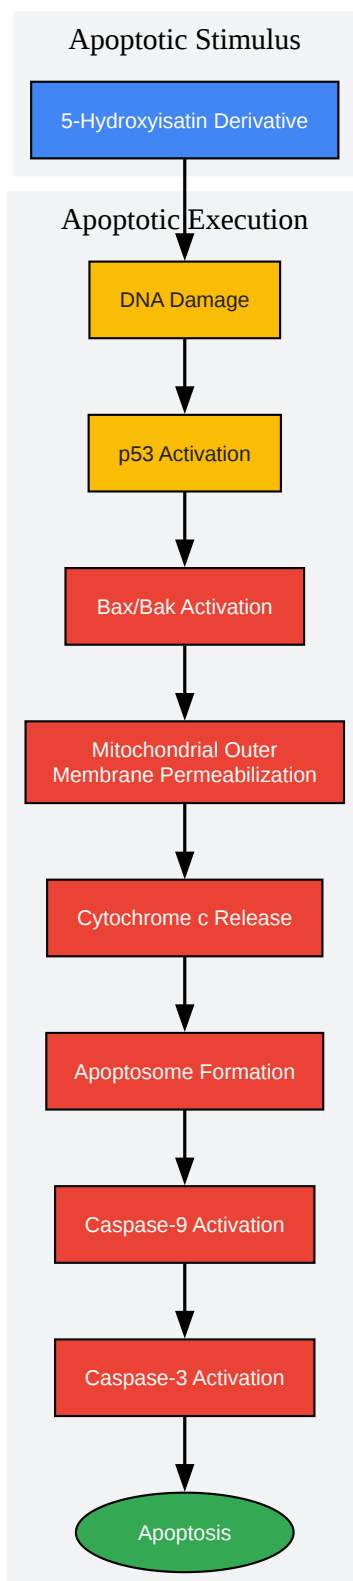 Apoptotic Stimulus
5-Hydroxyisatin Derivative
Apoptotic Execution
DNA Damage
p53 Activation
Bax/Bak Activation
Mitochondrial Outer
Membrane Permeabilization
Cytochrome c Release
Apoptosome Formation
Caspase-9 Activation
Caspase-3 Activation
Apoptosis